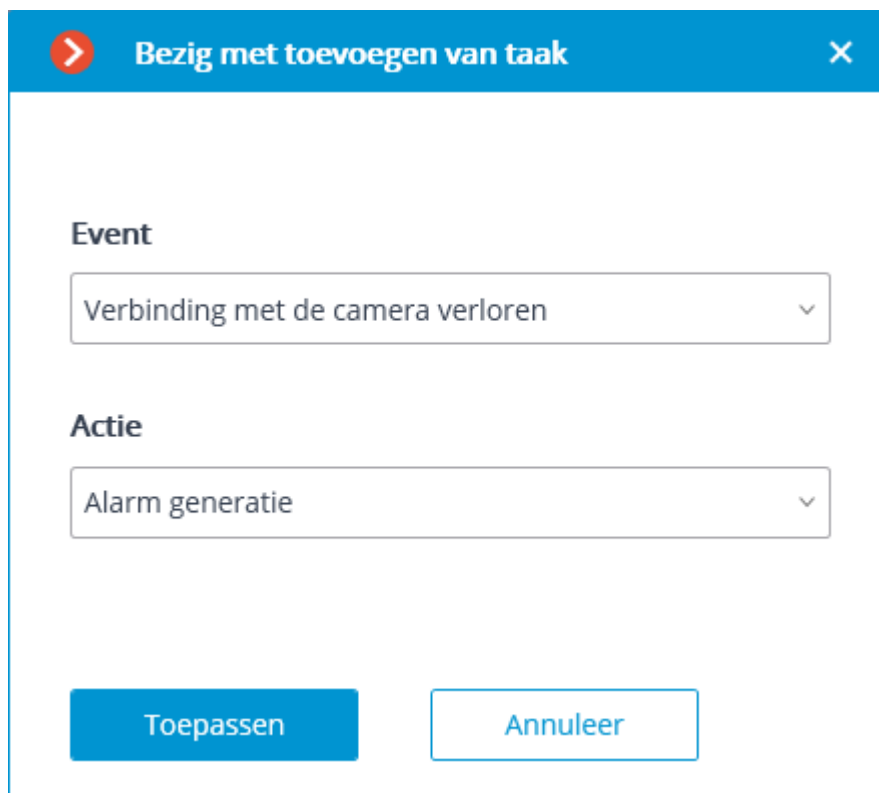 Bezig met toevoegen van taak
Event
Verbinding met de camera verloren
Actie
Alarm generatie
Toepassen
Annuleer